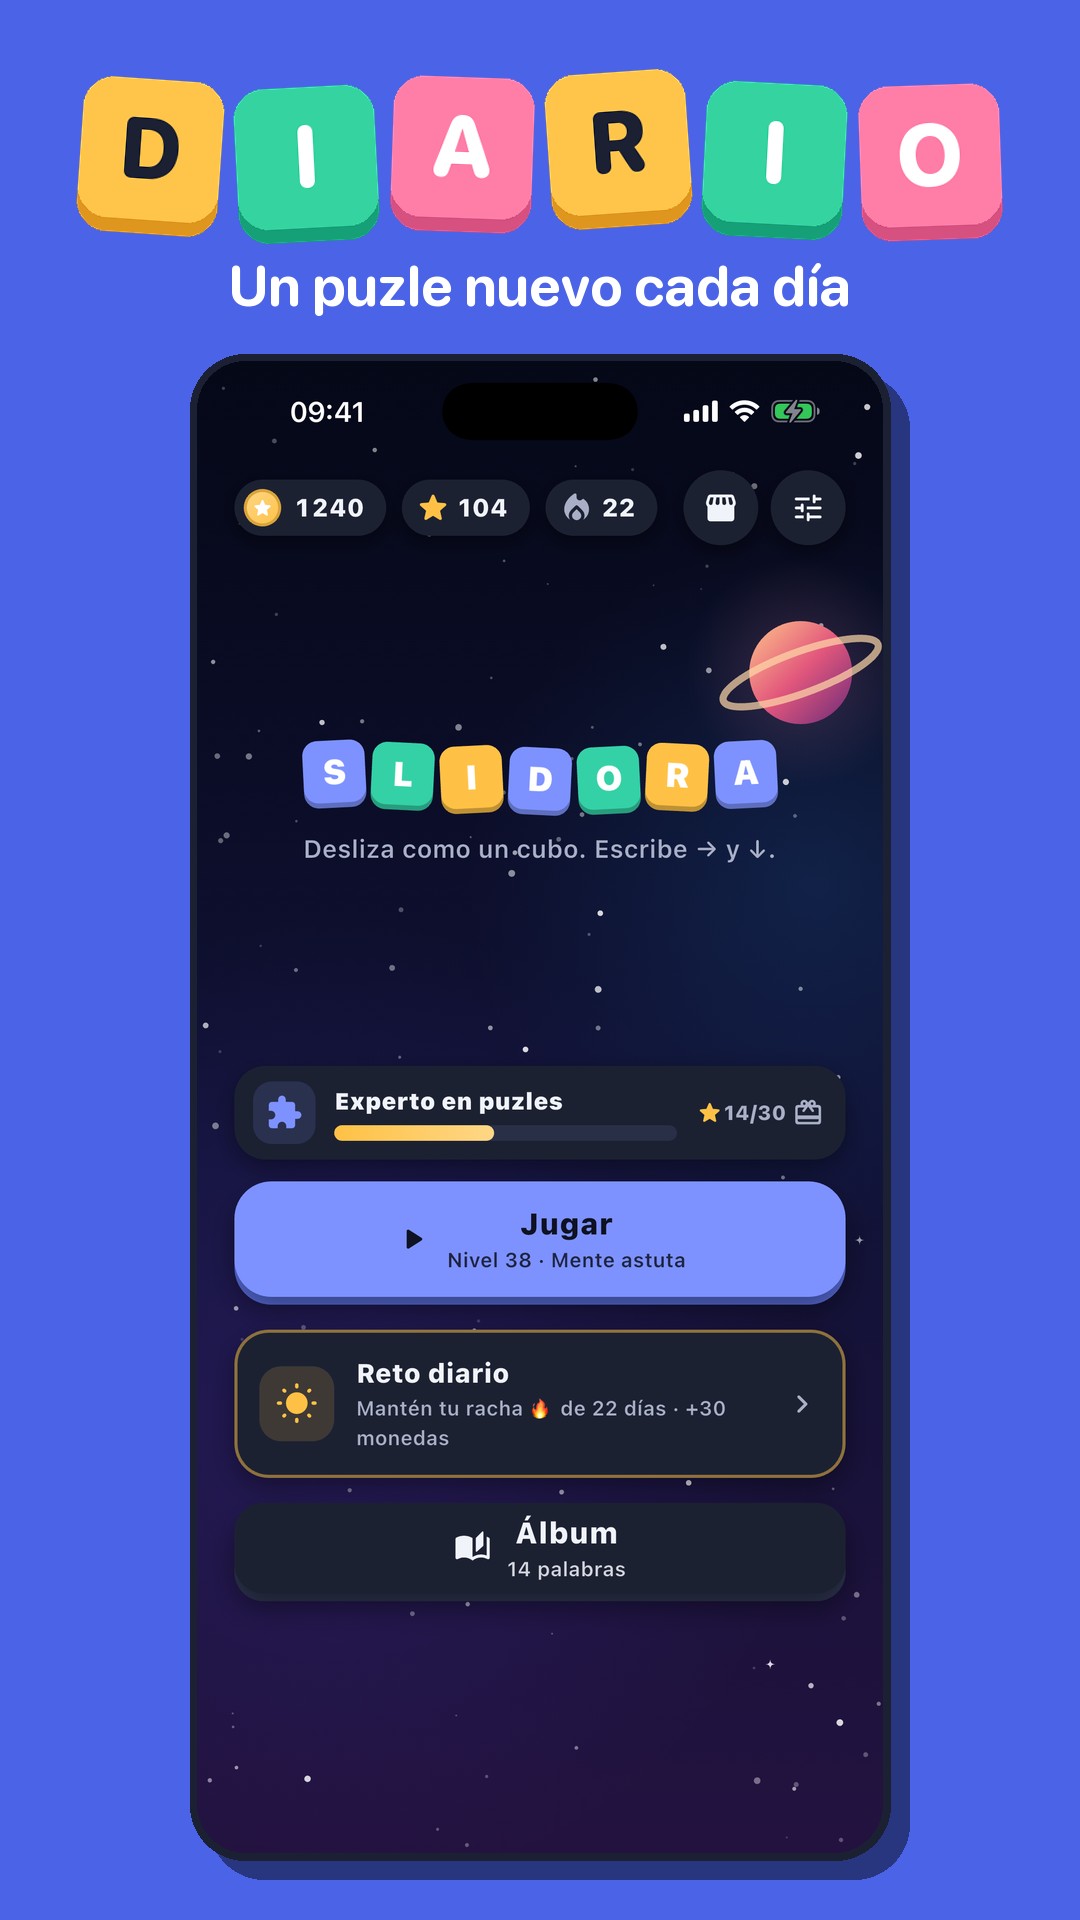 DIARIO
Un puzle nuevo cada día
09:41
1240
104
22
SLIDORA
Desliza como un cubo. Escribe → y ↓.
Experto en puzles
14/30
Jugar
Nivel 38 · Mente astuta
Reto diario
Mantén tu racha 🔥 de 22 días · +30
monedas
Álbum
14 palabras